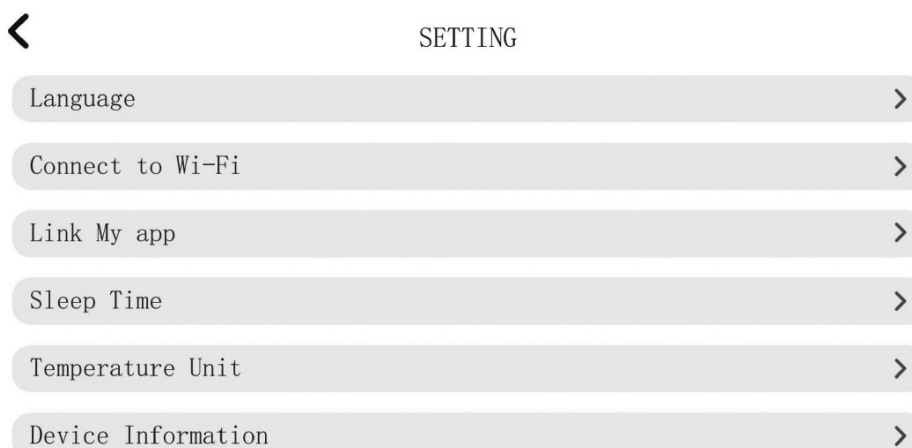 SETTING
Language
Connect to Wi-Fi
Link My app
Sleep Time
Temperature Unit
Device Information